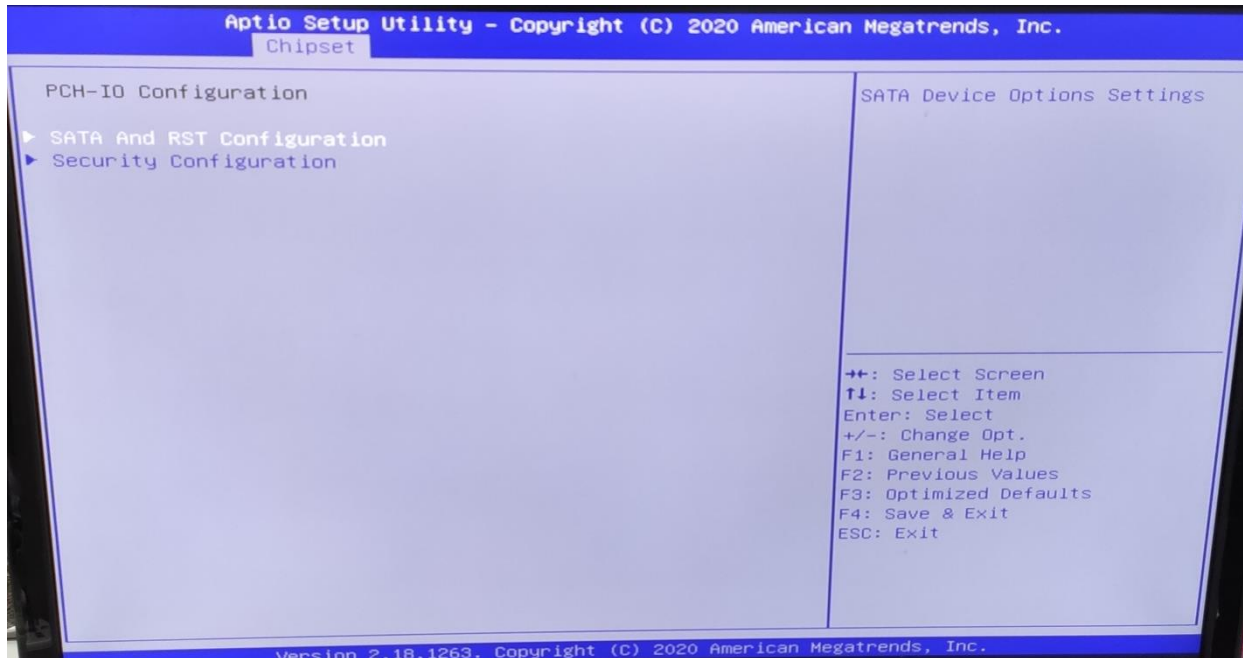 Aptio Setup Utility - Copyright (C) 2020 American Megatrends, Inc.
Chipset
PCH-IO Configuration
► SATA And RST Configuration
► Security Configuration
SATA Device Options Settings
→←: Select Screen
↑↓: Select Item
Enter: Select
+/-: Change Opt.
F1: General Help
F2: Previous Values
F3: Optimized Defaults
F4: Save & Exit
ESC: Exit
Version 2.18.1263. Copyright (C) 2020 American Megatrends, Inc.